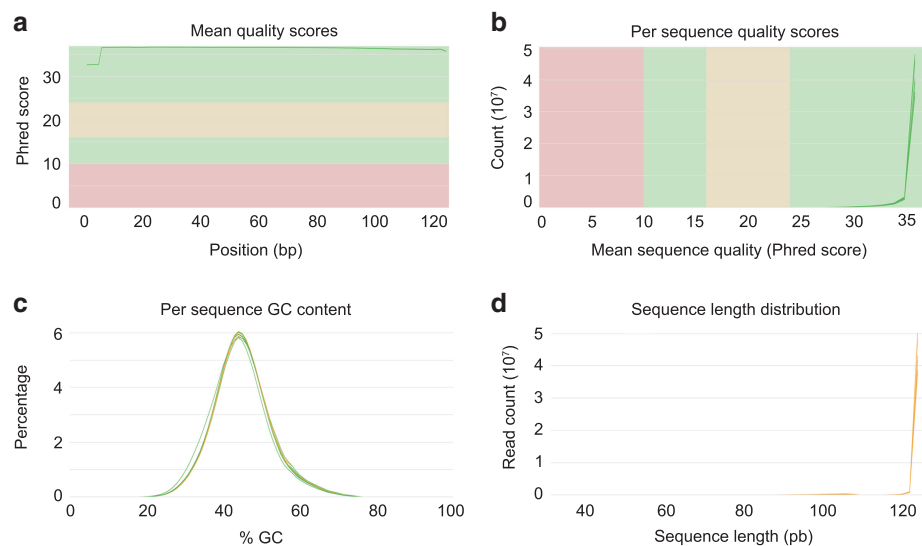 a
Mean quality scores
Phred score
30
20
10
0
0 20 40 60 80 100 120
Position (bp)
b
Per sequence quality scores
Count (10⁷)
5
4
3
2
1
0
0 5 10 15 20 25 30 35
Mean sequence quality (Phred score)
c
Per sequence GC content
Percentage
6
4
2
0
0 20 40 60 80 100
% GC
d
Sequence length distribution
Read count (10⁷)
5
4
3
2
1
0
40 60 80 100 120
Sequence length (pb)